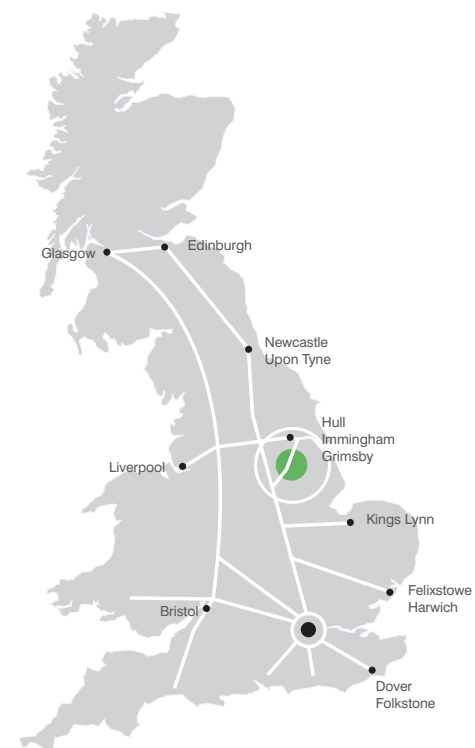 Edinburgh
Glasgow
Newcastle
Upon Tyne
Hull
Immingham
Grimsby
Liverpool
Kings Lynn
Felixstowe
Harwich
Bristol
Dover
Folkstone